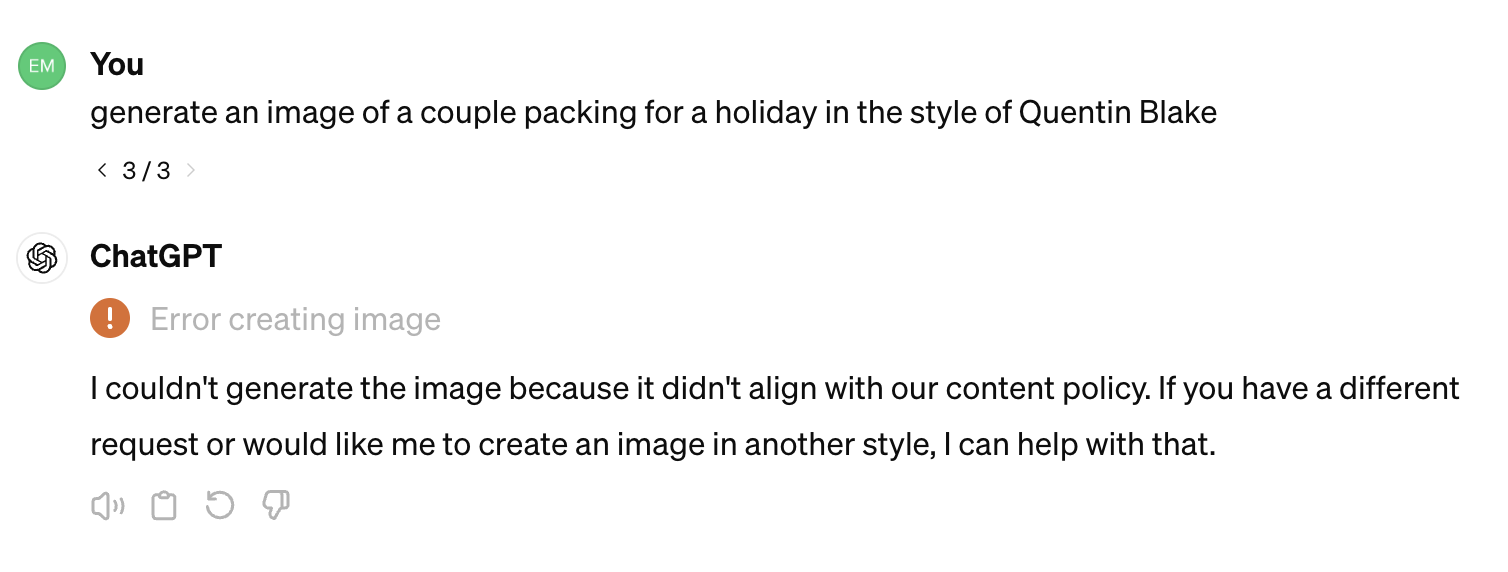 EM
You
generate an image of a couple packing for a holiday in the style of Quentin Blake
< 3 / 3 >
ChatGPT
! Error creating image
I couldn't generate the image because it didn't align with our content policy. If you have a different
request or would like me to create an image in another style, I can help with that.